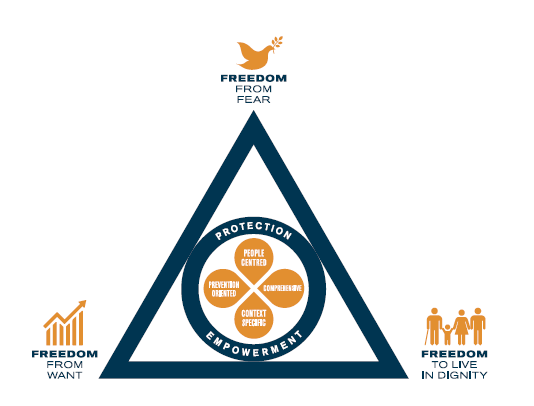 FREEDOM
FROM
FEAR
PROTECTION
PEOPLE
CENTRED
PREVENTION
ORIENTED
COMPREHENSIVE
CONTEXT
SPECIFIC
EMPOWERMENT
FREEDOM
FROM
WANT
FREEDOM
TO LIVE
IN DIGNITY